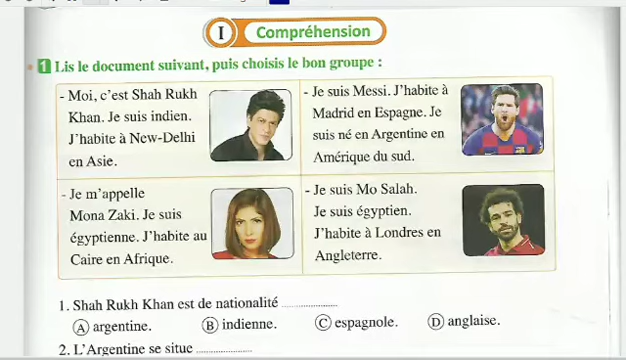 I Compréhension
1 Lis le document suivant, puis choisis le bon groupe :
- Moi, c'est Shah Rukh
Khan. Je suis indien.
J'habite à New-Delhi
en Asie.
- Je suis Messi. J'habite à
Madrid en Espagne. Je
suis né en Argentine en
Amérique du sud.
- Je m'appelle
Mona Zaki. Je suis
égyptienne. J'habite au
Caire en Afrique.
- Je suis Mo Salah.
Je suis égyptien.
J'habite à Londres en
Angleterre.
1. Shah Rukh Khan est de nationalité ................
A argentine. B indienne. C espagnole. D anglaise.
2. L'Argentine se situe ................